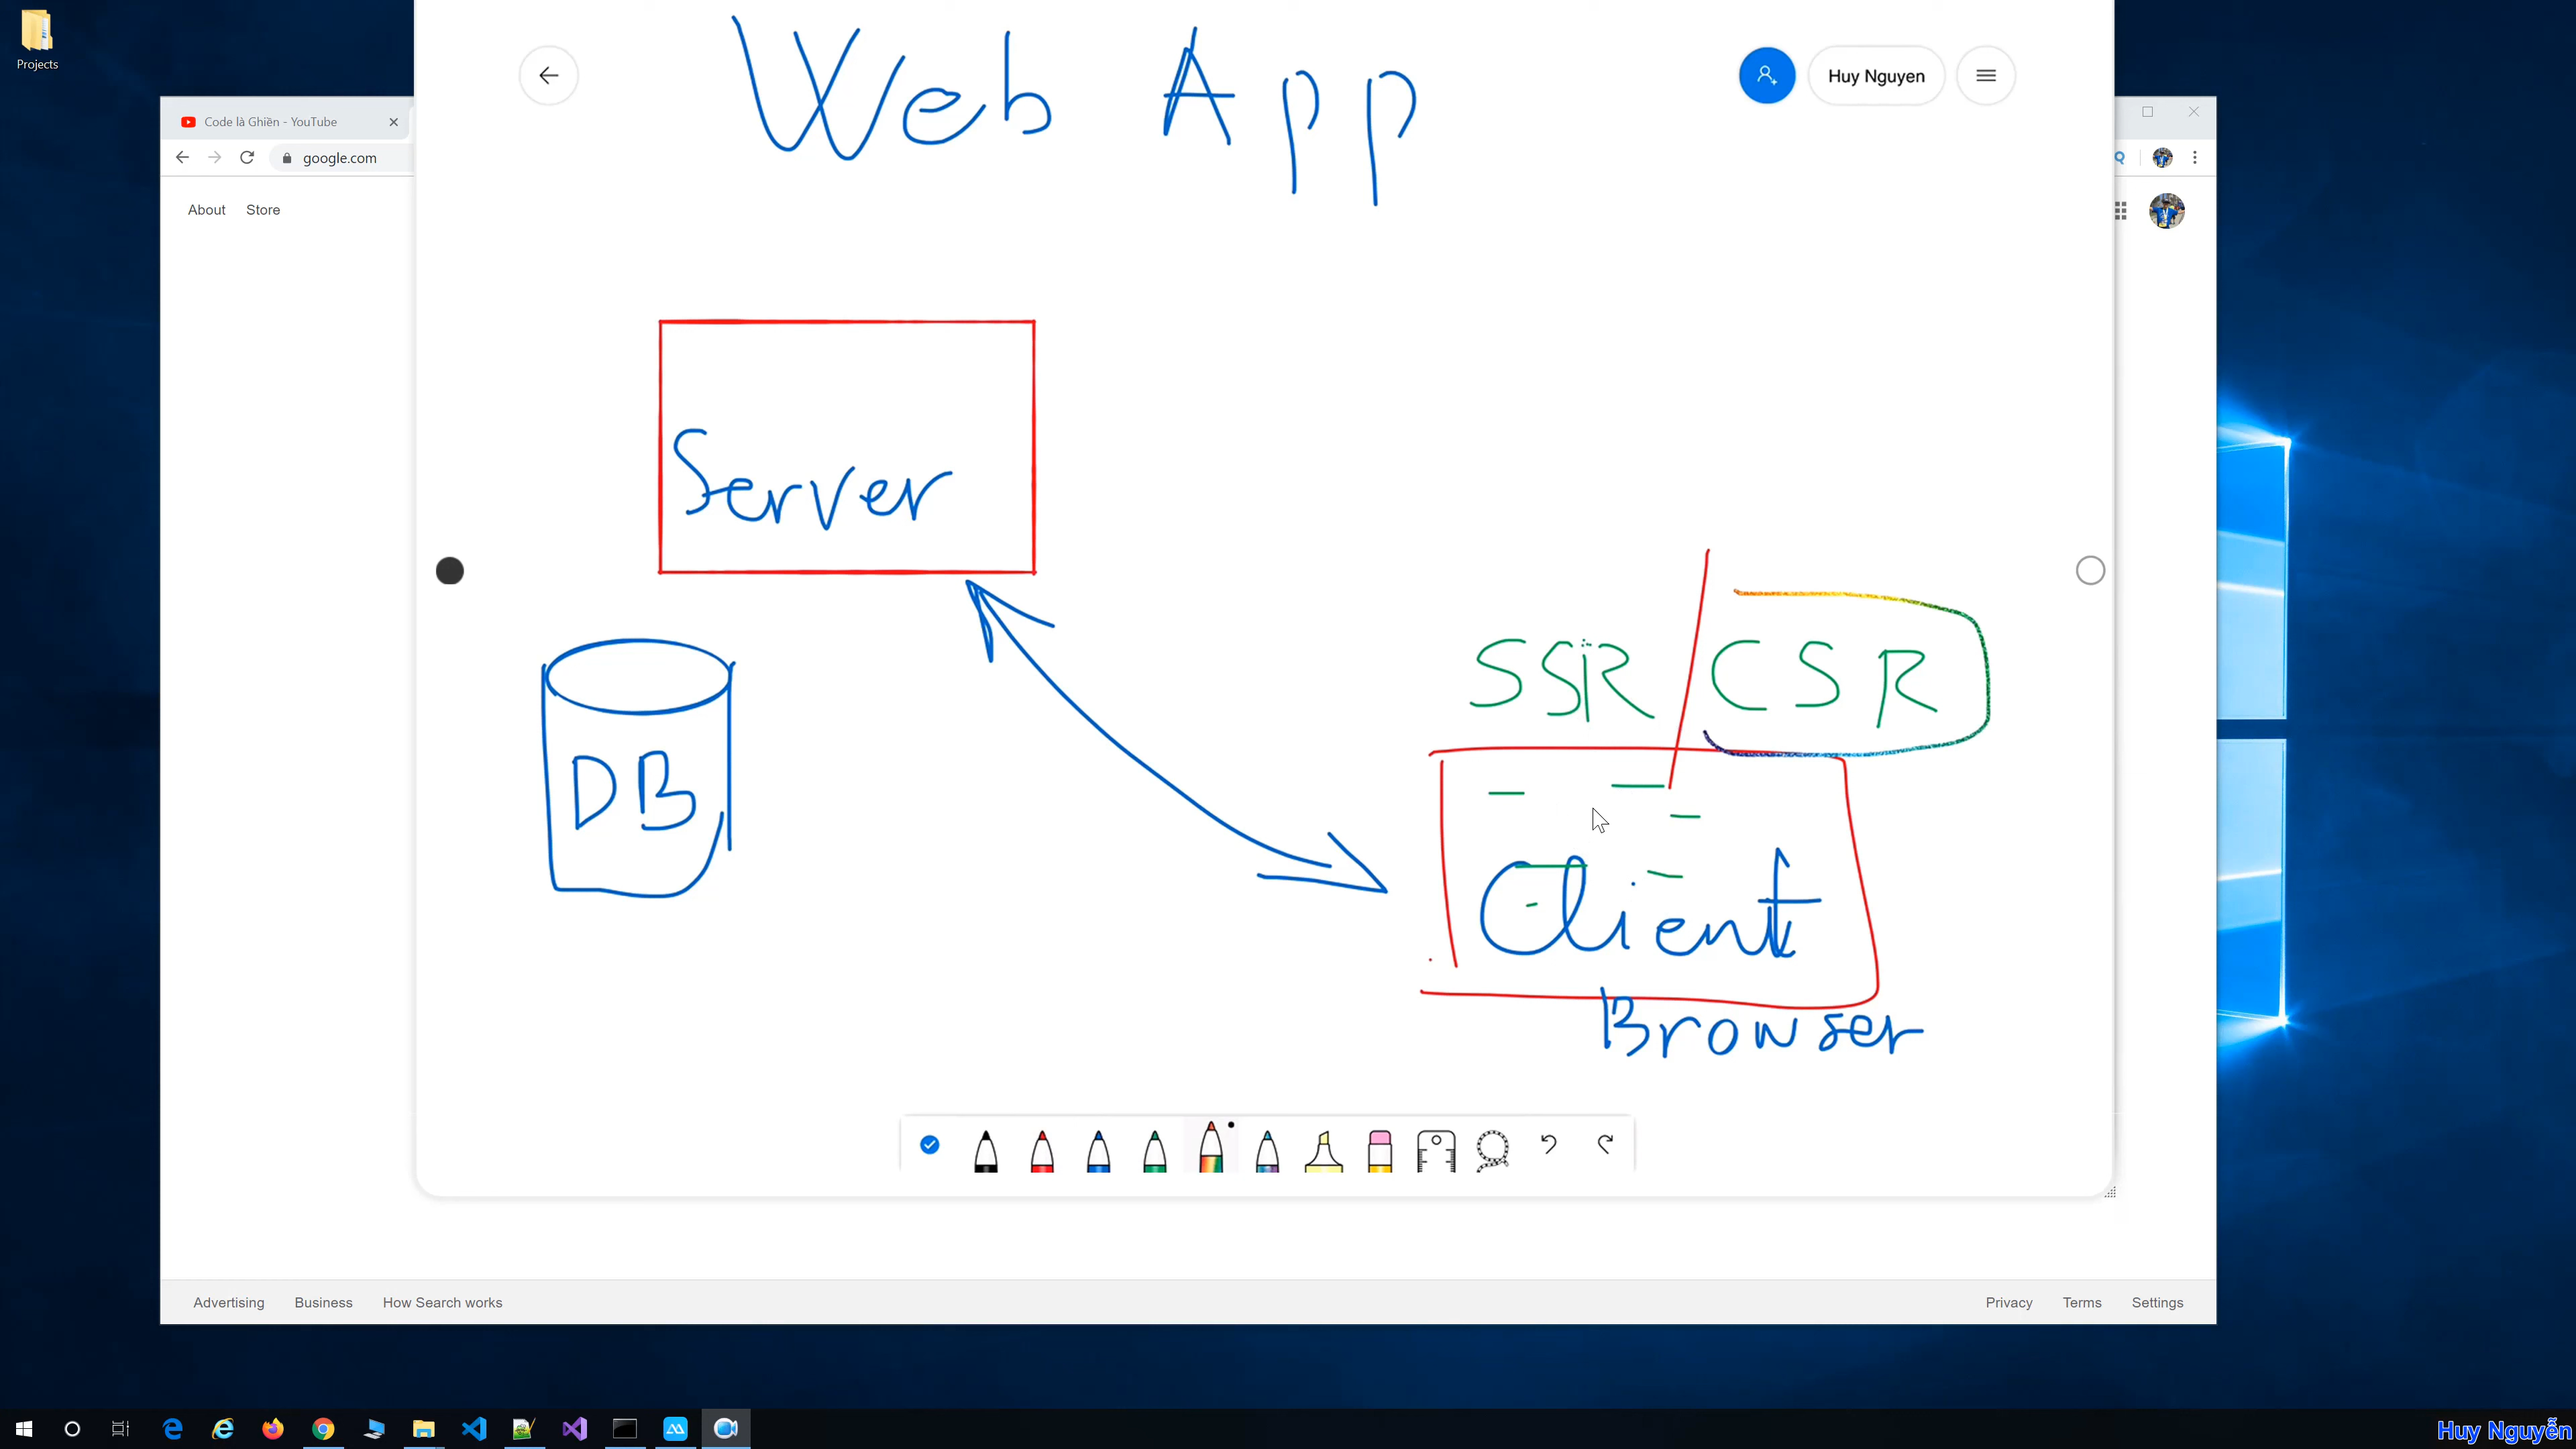 Projects
Web App
Huy Nguyen
Code là Ghiền - YouTube
google.com
About Store
Server
SSR CSR
DB
Client
Browser
Advertising Business How Search works
Privacy Terms Settings
Huy Nguyễn